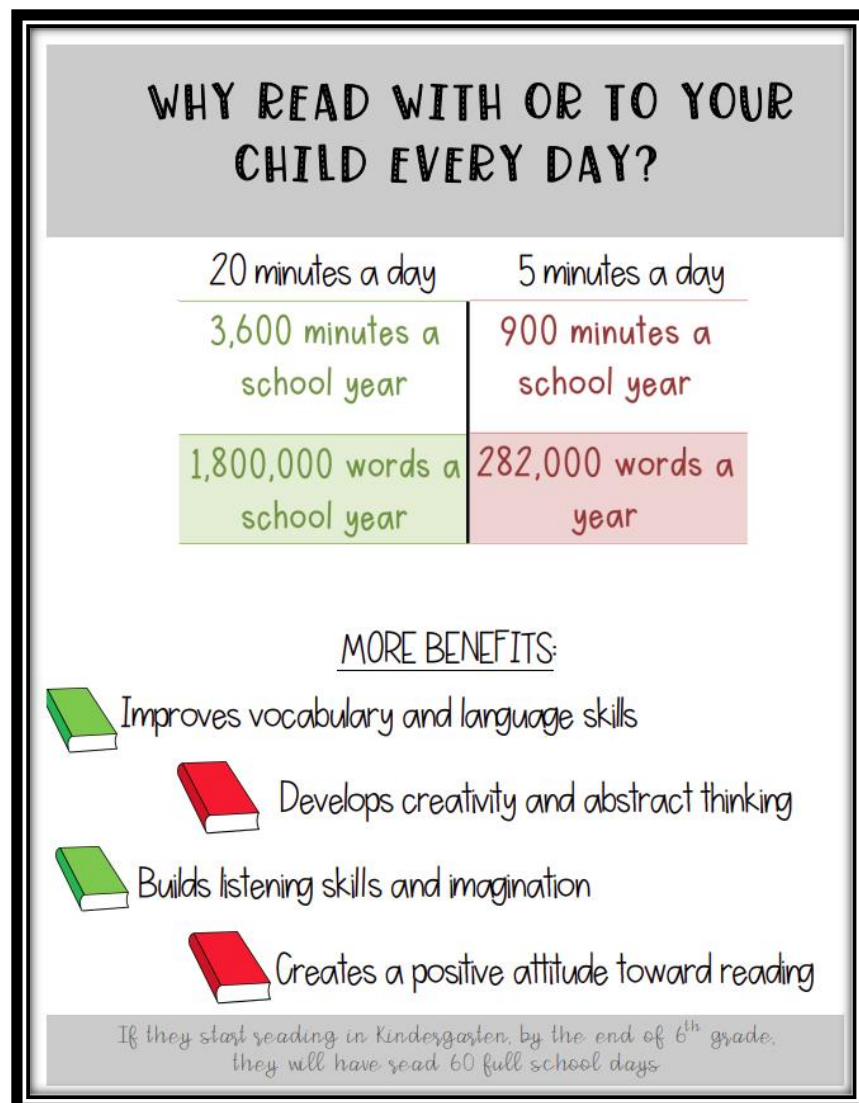 WHY READ WITH OR TO YOUR
CHILD EVERY DAY?
20 minutes a day
5 minutes a day
3,600 minutes a
school year
900 minutes a
school year
1,800,000 words a
school year
282,000 words a
year
MORE BENEFITS:
Improves vocabulary and language skills
Develops creativity and abstract thinking
Builds listening skills and imagination
Creates a positive attitude toward reading
If they start reading in Kindergarten, by the end of 6th grade,
they will have read 60 full school days